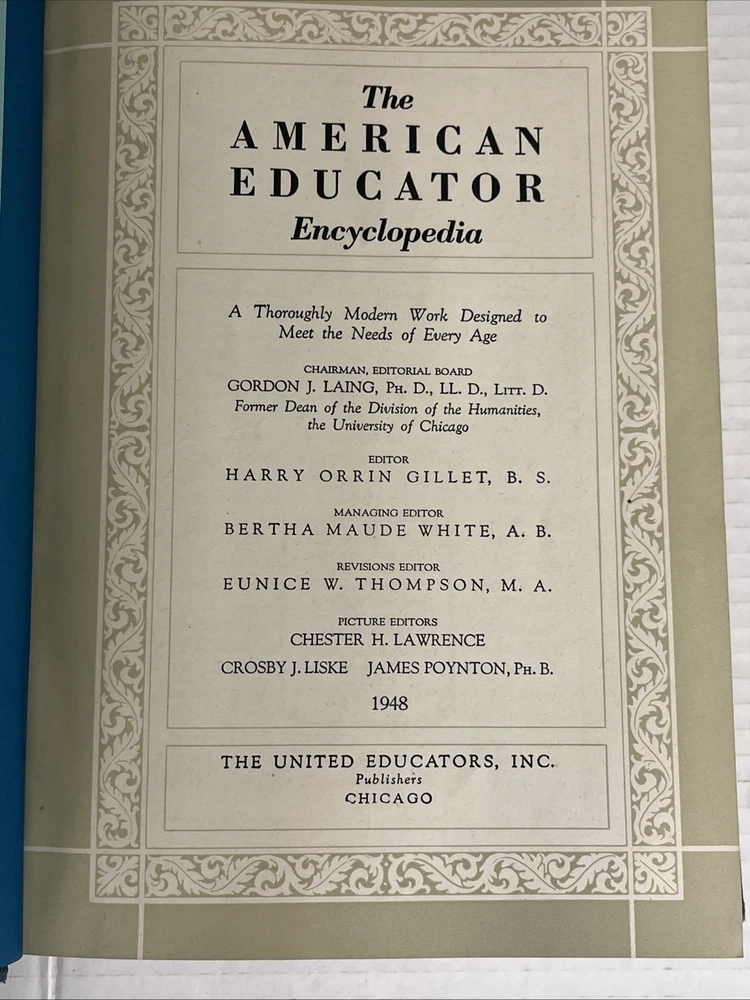 The
AMERICAN
EDUCATOR
Encyclopedia
A Thoroughly Modern Work Designed to
Meet the Needs of Every Age
CHAIRMAN, EDITORIAL BOARD
GORDON J. LAING, PH. D., LL. D., LITT. D.
Former Dean of the Division of the Humanities,
the University of Chicago
EDITOR
HARRY ORRIN GILLET, B. S.
MANAGING EDITOR
BERTHA MAUDE WHITE, A. B.
REVISIONS EDITOR
EUNICE W. THOMPSON, M. A.
PICTURE EDITORS
CHESTER H. LAWRENCE
CROSBY J. LISKE JAMES POYNTON, PH. B.
1948
THE UNITED EDUCATORS, INC.
Publishers
CHICAGO